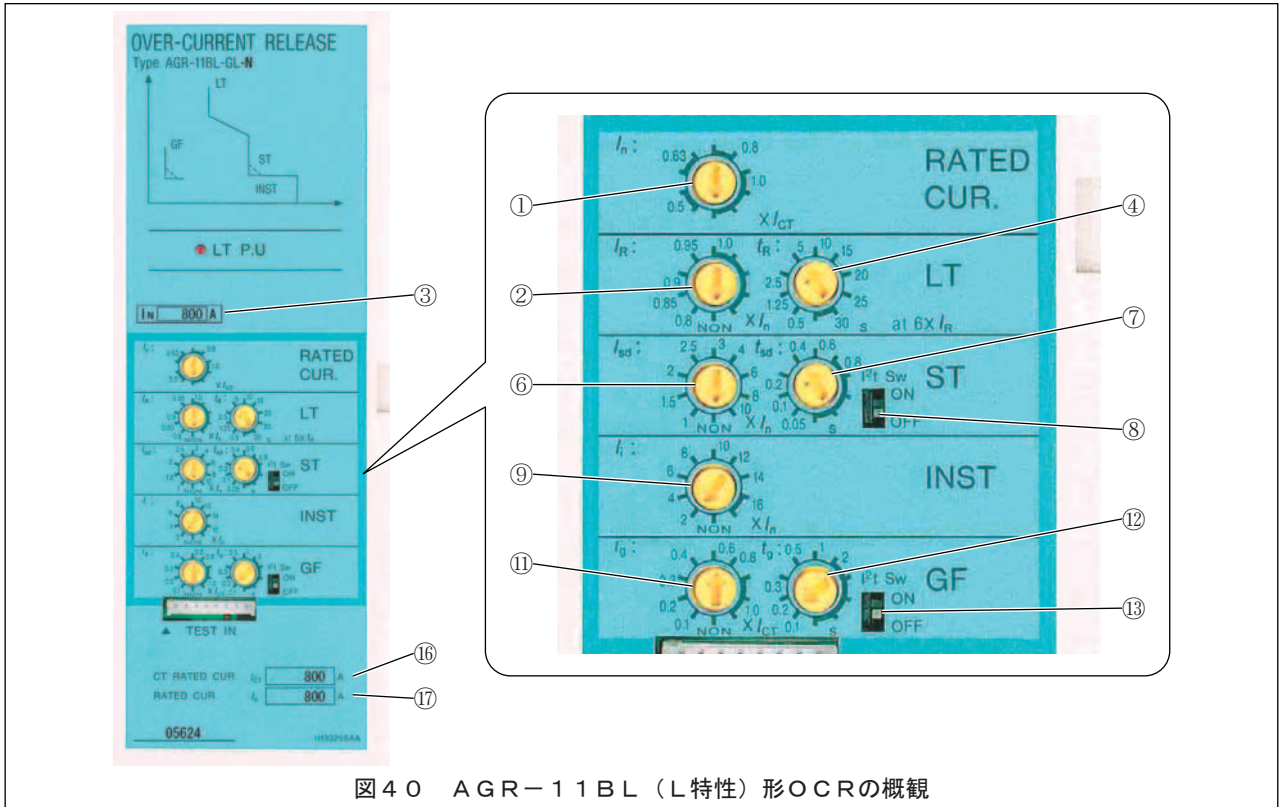 OVER-CURRENT RELEASE
Type AGR-11BL-GL-N
LT
GF
ST
INST
LT P.U
IN 800 A
RATED
CUR.
LT
ST
INST
GF
TEST IN
CT RATED CUR. ICT 800 A
RATED CUR. In 800 A
05624
③
⑯
⑰
In:
0.5 0.63 0.8 1.0
X ICT
RATED
CUR.
①
IR:
0.8 0.85 0.9 0.95 1.0
NON X In
tR:
0.5 1.25 2.5 5 10 15 20 25 30 s
at 6X IR
LT
②
④
Isd:
1 1.5 2 2.5 3 4 6 8 10
NON X In
tsd:
0.05 0.1 0.2 0.4 0.6 0.8 s
I²t Sw
ON
OFF
ST
⑥
⑦
⑧
Ii:
2 4 6 8 10 12 14 16
NON X In
INST
⑨
Ig:
0.1 0.2 0.3 0.4 0.6 0.8 1.0
NON X ICT
tg:
0.1 0.2 0.3 0.5 1 2 s
I²t Sw
ON
OFF
GF
⑪
⑫
⑬
図40 AGR-11BL(L特性)形OCRの概観